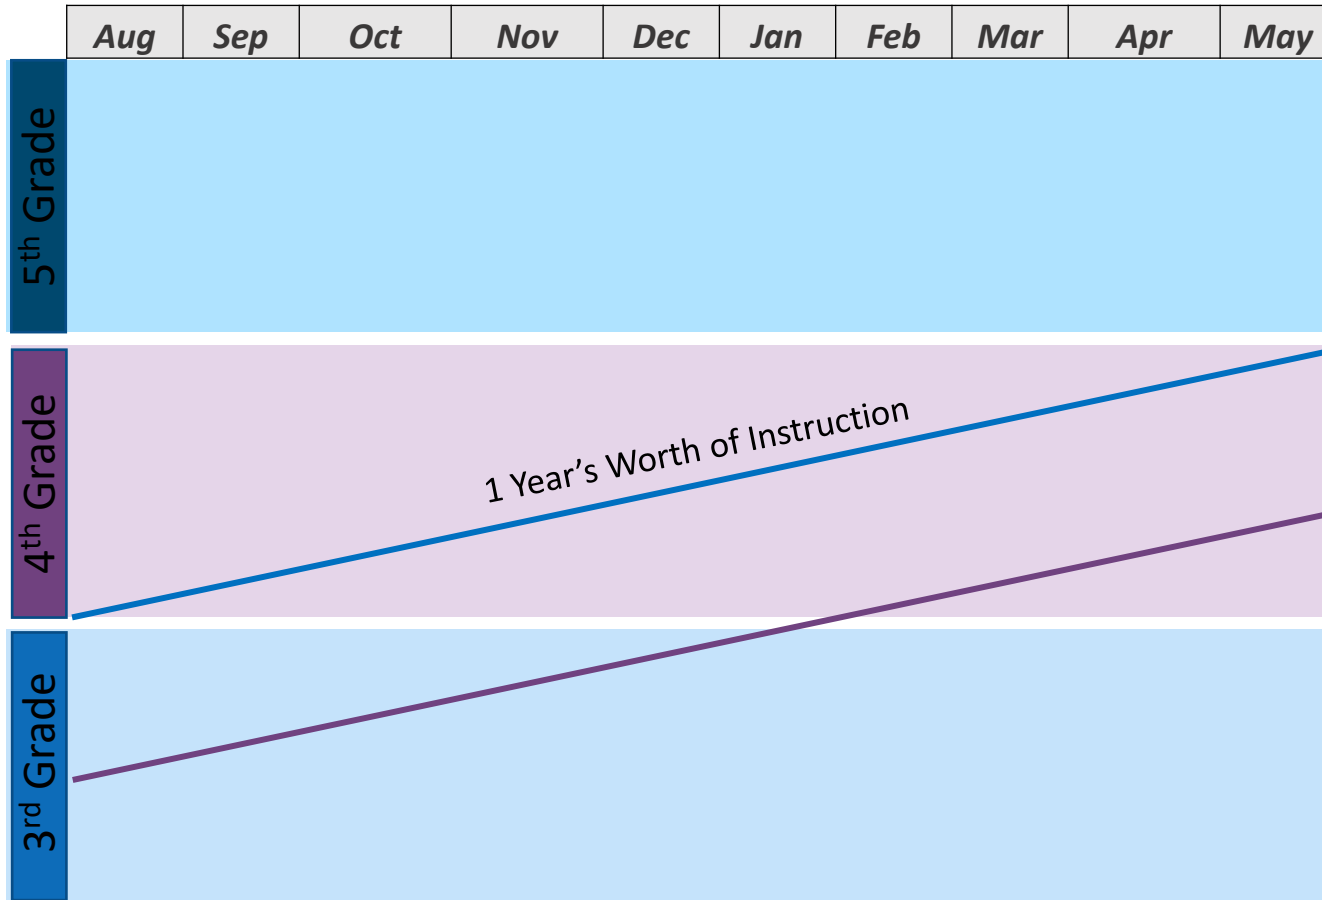 Aug Sep Oct Nov Dec Jan Feb Mar Apr May
5th Grade
4th Grade
1 Year’s Worth of Instruction
3rd Grade